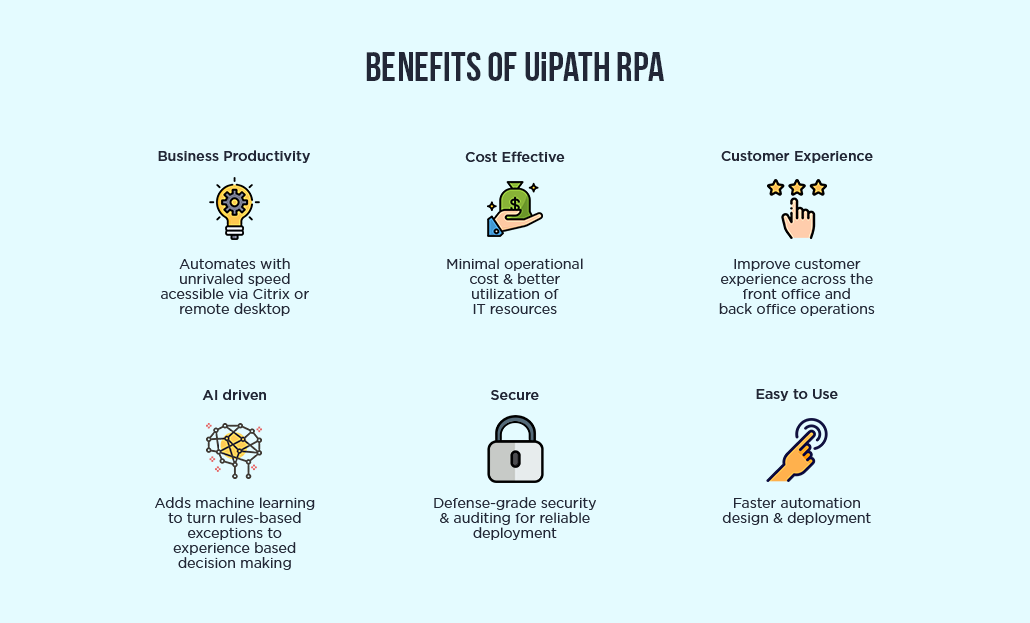 BENEFITS OF UiPATH RPA
Business Productivity
Automates with
unrivaled speed
acessible via Citrix or
remote desktop
Cost Effective
$
Minimal operational
cost & better
utilization of
IT resources
Customer Experience
Improve customer
experience across the
front office and
back office operations
AI driven
Adds machine learning
to turn rules-based
exceptions to
experience based
decision making
Secure
Defense-grade security
& auditing for reliable
deployment
Easy to Use
Faster automation
design & deployment